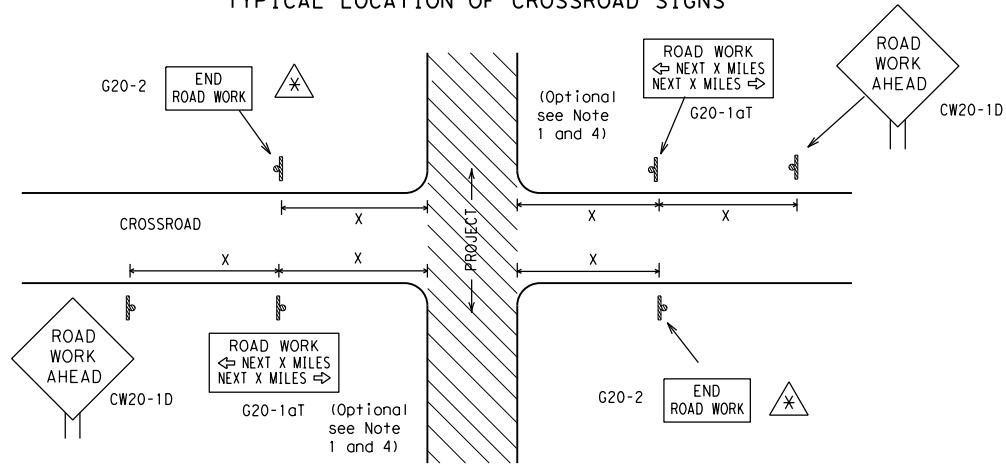 TYPICAL LOCATION OF CROSSROAD SIGNS
G20-2
END
ROAD WORK
*
(Optional
see Note
1 and 4)
ROAD WORK
⇦ NEXT X MILES
NEXT X MILES ⇨
G20-1aT
ROAD
WORK
AHEAD
CW20-1D
X
X
X
CROSSROAD
PROJECT
X
X
X
ROAD
WORK
AHEAD
CW20-1D
ROAD WORK
⇦ NEXT X MILES
NEXT X MILES ⇨
G20-1aT
(Optional
see Note
1 and 4)
G20-2
END
ROAD WORK
*